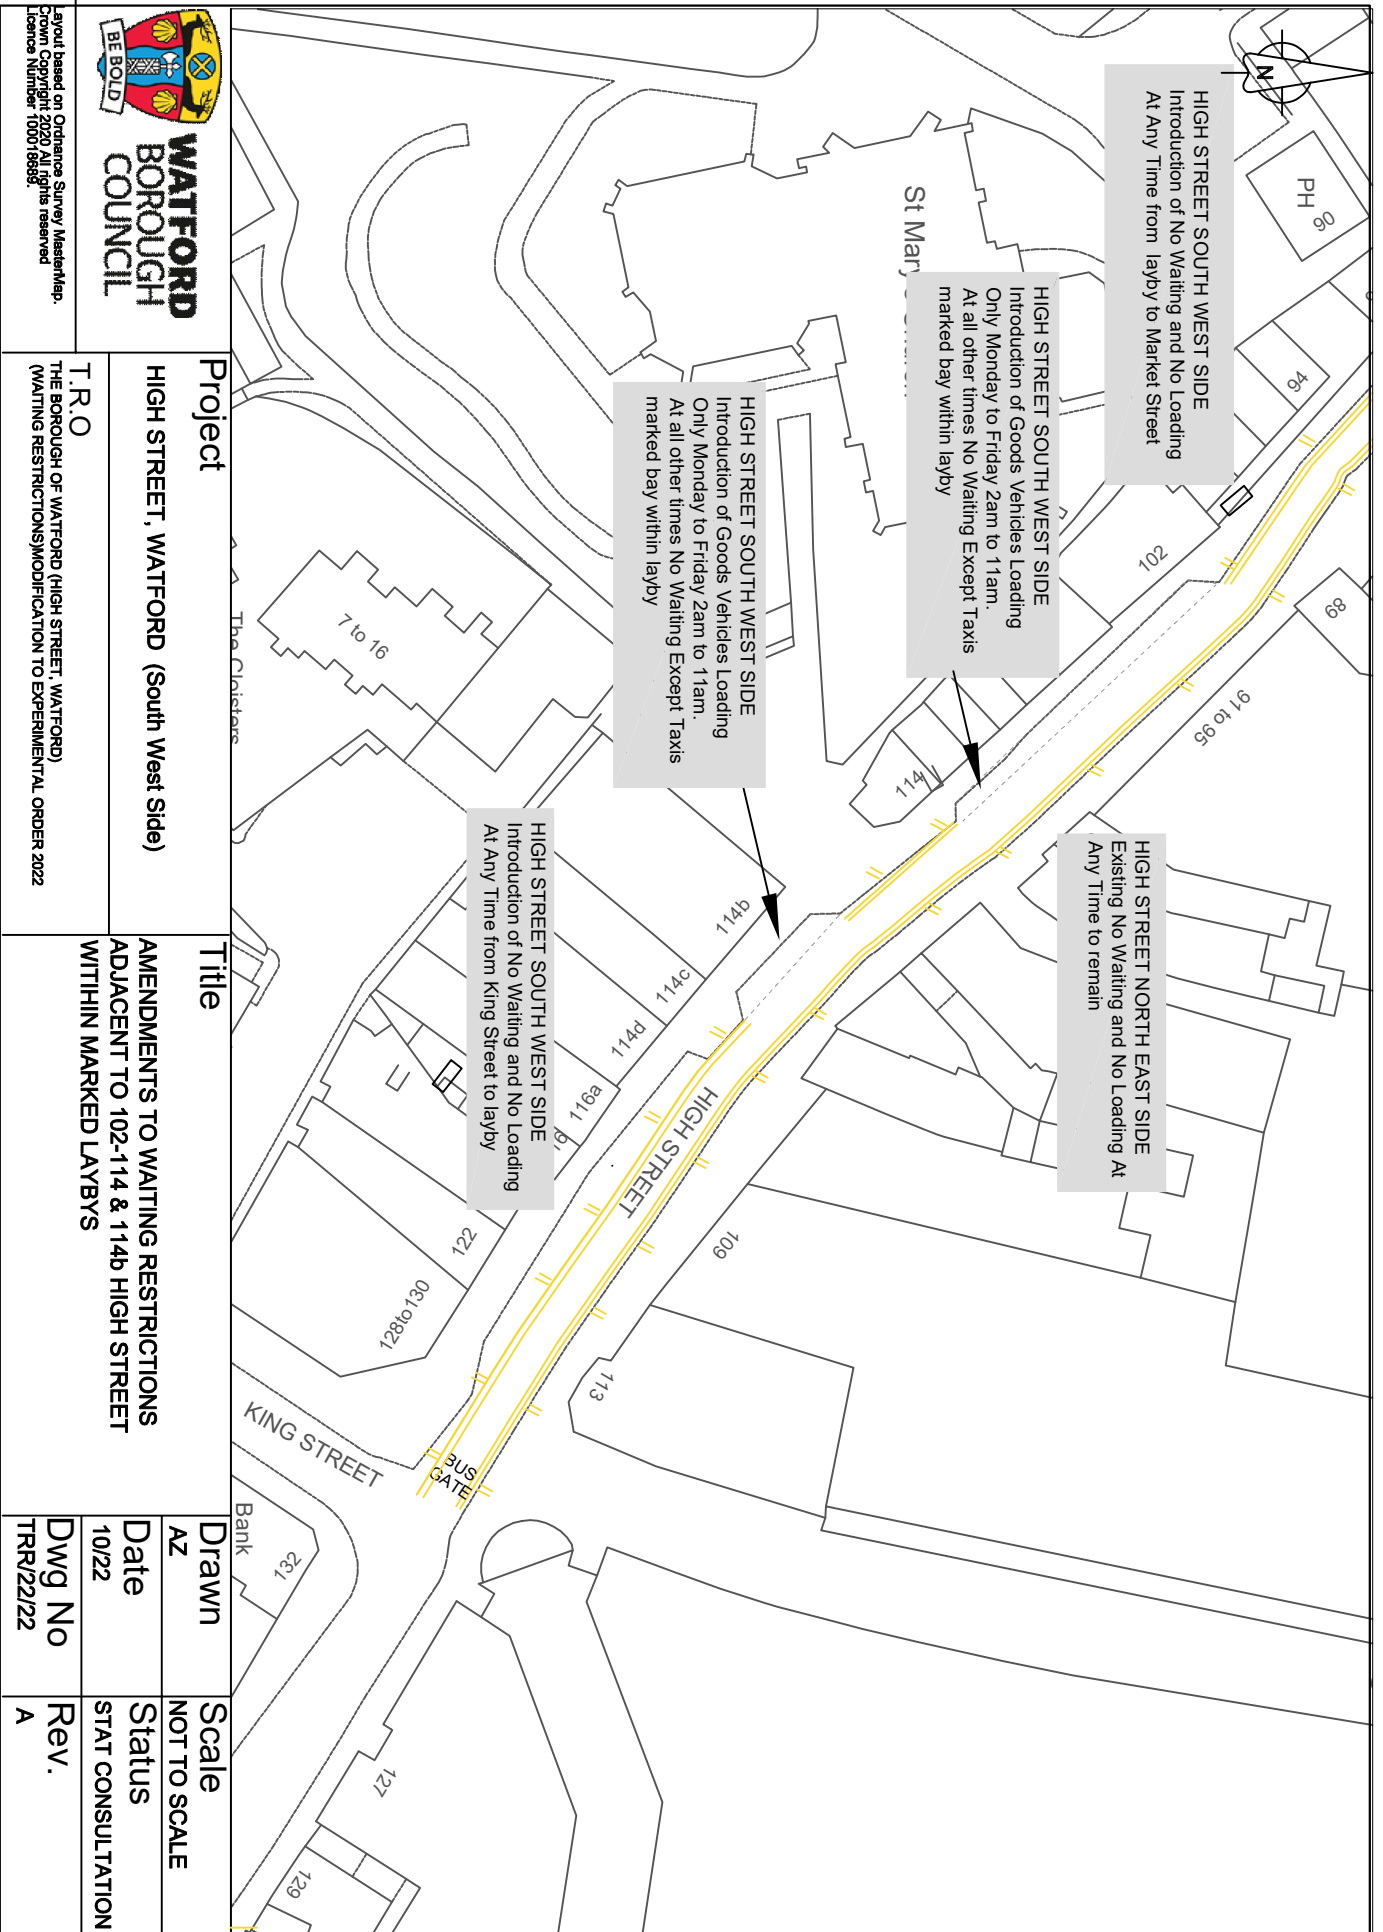 HIGH STREET SOUTH WEST SIDE
Introduction of No Waiting and No Loading
At Any Time from layby to Market Street
HIGH STREET SOUTH WEST SIDE
Introduction of Goods Vehicles Loading
Only Monday to Friday 2am to 11am.
At all other times No Waiting Except Taxis
marked bay within layby
HIGH STREET SOUTH WEST SIDE
Introduction of Goods Vehicles Loading
Only Monday to Friday 2am to 11am.
At all other times No Waiting Except Taxis
marked bay within layby
HIGH STREET NORTH EAST SIDE
Existing No Waiting and No Loading At
Any Time to remain
HIGH STREET SOUTH WEST SIDE
Introduction of No Waiting and No Loading
At Any Time from King Street to layby
N
PH
90
94
102
68
91 to 95
St Mary
114
114b
114c
114d
116a
122
128to130
7 to 16
The Cloisters
HIGH STREET
109
113
KING STREET
BUS
GATE
Bank
132
127
129
BE BOLD
WATFORD
BOROUGH
COUNCIL
Layout based on Ordnance Survey MasterMap.
Crown Copyright 2020 All rights reserved
Licence Number 100018689.
Project
HIGH STREET, WATFORD (South West Side)
T.R.O
THE BOROUGH OF WATFORD (HIGH STREET, WATFORD)
(WAITING RESTRICTIONS)MODIFICATION TO EXPERIMENTAL ORDER 2022
Title
AMENDMENTS TO WAITING RESTRICTIONS
ADJACENT TO 102-114 & 114b HIGH STREET
WITIHIN MARKED LAYBYS
Drawn
AZ
Scale
NOT TO SCALE
Date
10/22
Status
STAT CONSULTATION
Dwg No
TRR/22/22
Rev.
A